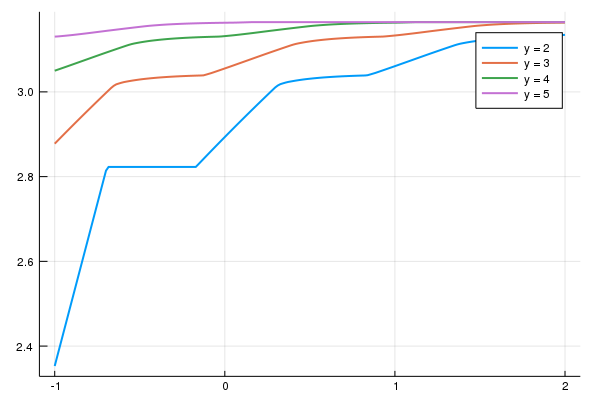 y = 2
y = 3
y = 4
y = 5
3.0
2.8
2.6
2.4
-1 0 1 2